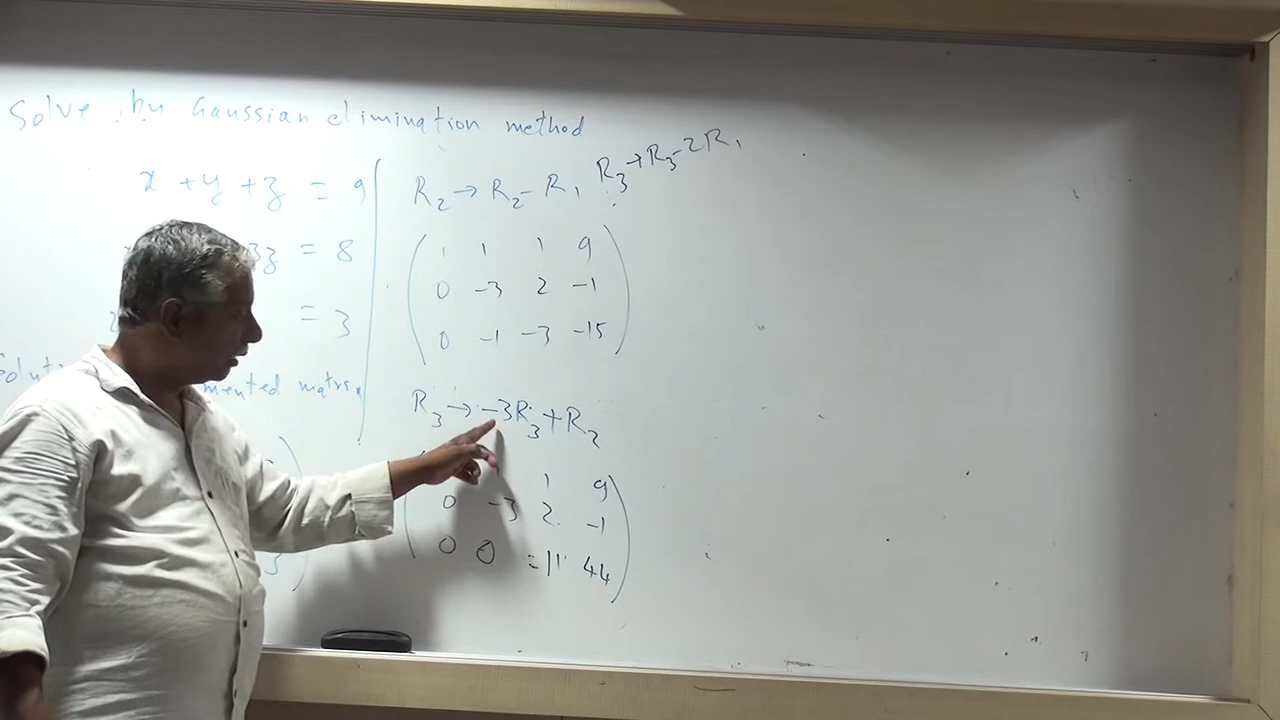 Solve by Gaussian elimination method
x + y + z = 9
3z = 8
= 3
mented matrix
3
R₂ → R₂ - R₁ R₃ → R₃ - 2R₁
1 1 1 9
0 -3 2 -1
0 -1 -3 -15
R₃ → -3R₃ + R₂
1 9
0 -3 2 -1
0 0 = 11 44